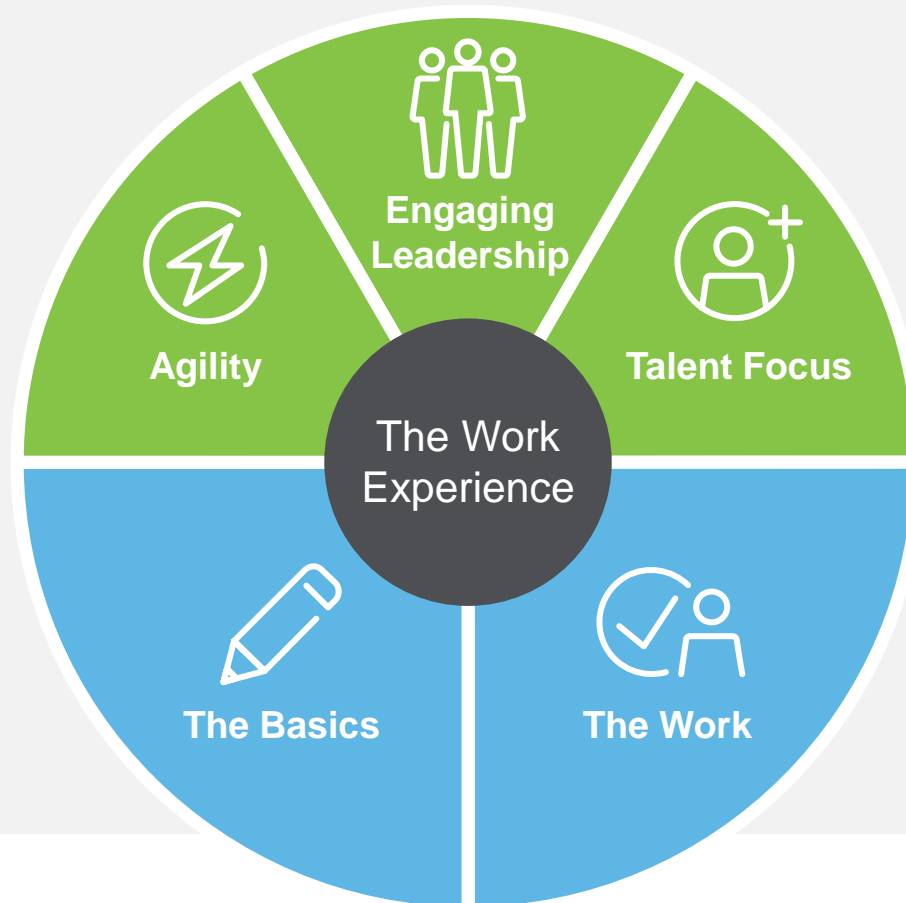 Engaging
Leadership
Agility
Talent Focus
The Work
Experience
The Basics
The Work